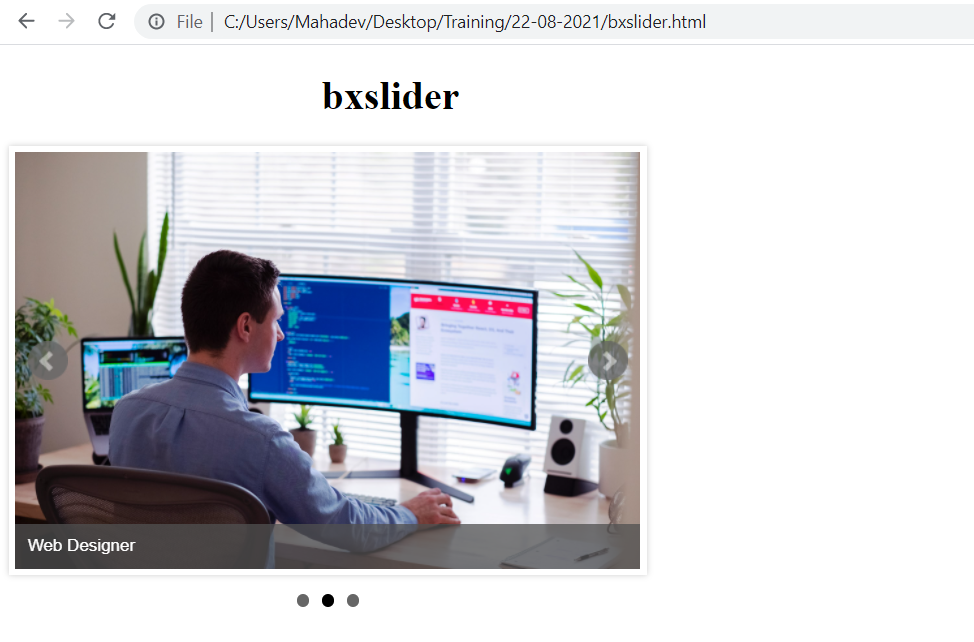 File | C:/Users/Mahadev/Desktop/Training/22-08-2021/bxslider.html
bxslider
Web Designer